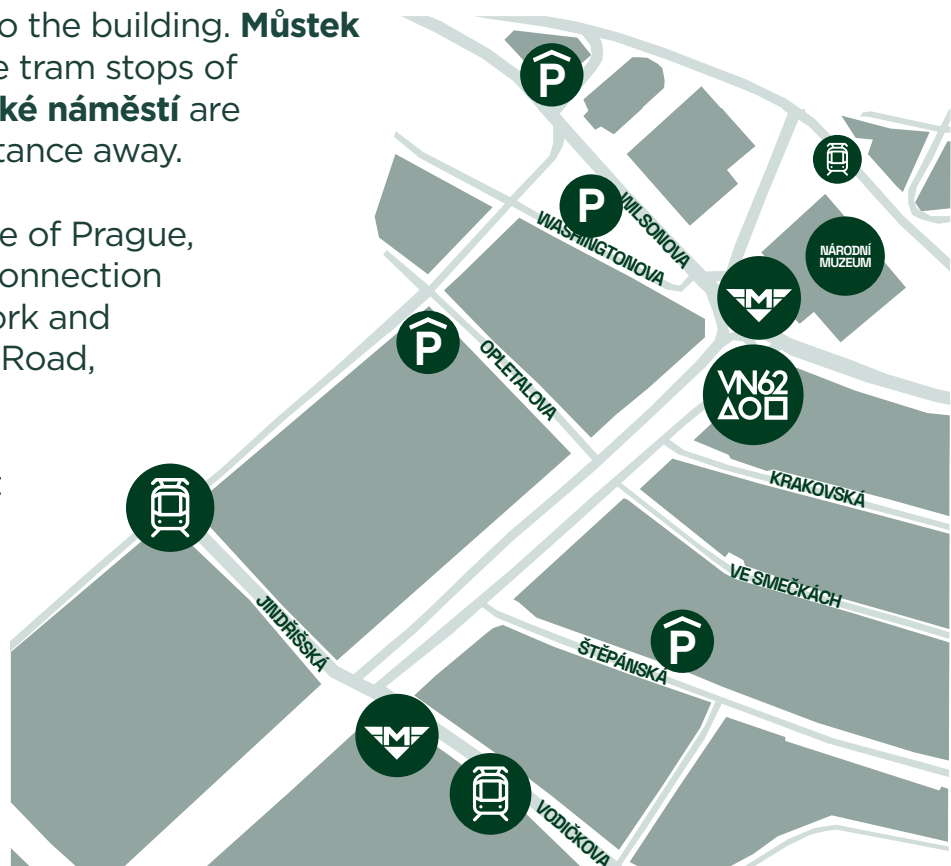 o the building. Můstek
e tram stops of
ké náměstí are
tance away.
e of Prague,
onnection
ork and
Road,
P
P
WILSONOVA
WASHINGTONOVA
NÁRODNÍ
MUZEUM
M
P
OPLETALOVA
VN62
KRAKOVSKÁ
VE SMEČKÁCH
JINDŘIŠSKÁ
P
ŠTĚPÁNSKÁ
M
VODIČKOVA